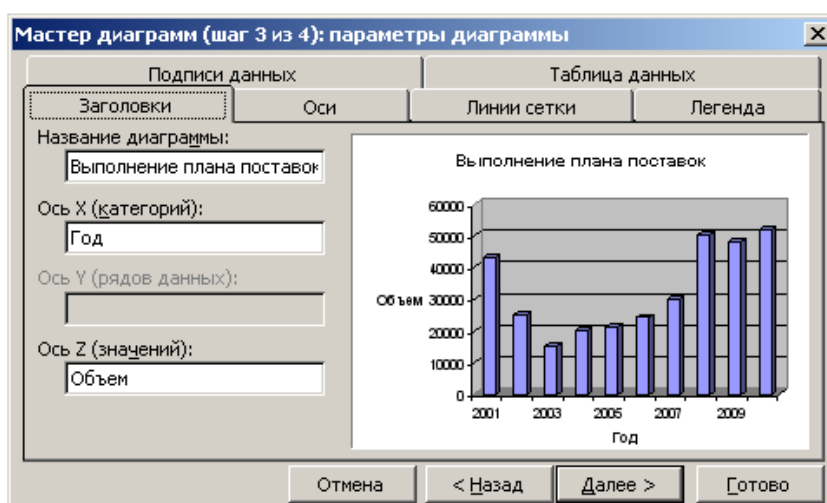 Мастер диаграмм (шаг 3 из 4): параметры диаграммы
Подписи данных Таблица данных
Заголовки Оси Линии сетки Легенда
Название диаграммы:
Выполнение плана поставок
Ось X (категорий):
Год
Ось Y (рядов данных):
Ось Z (значений):
Объем
Выполнение плана поставок
60000
50000
40000
Объем 30000
20000
10000
0
2001 2003 2005 2007 2009
Год
Отмена < Назад Далее > Готово